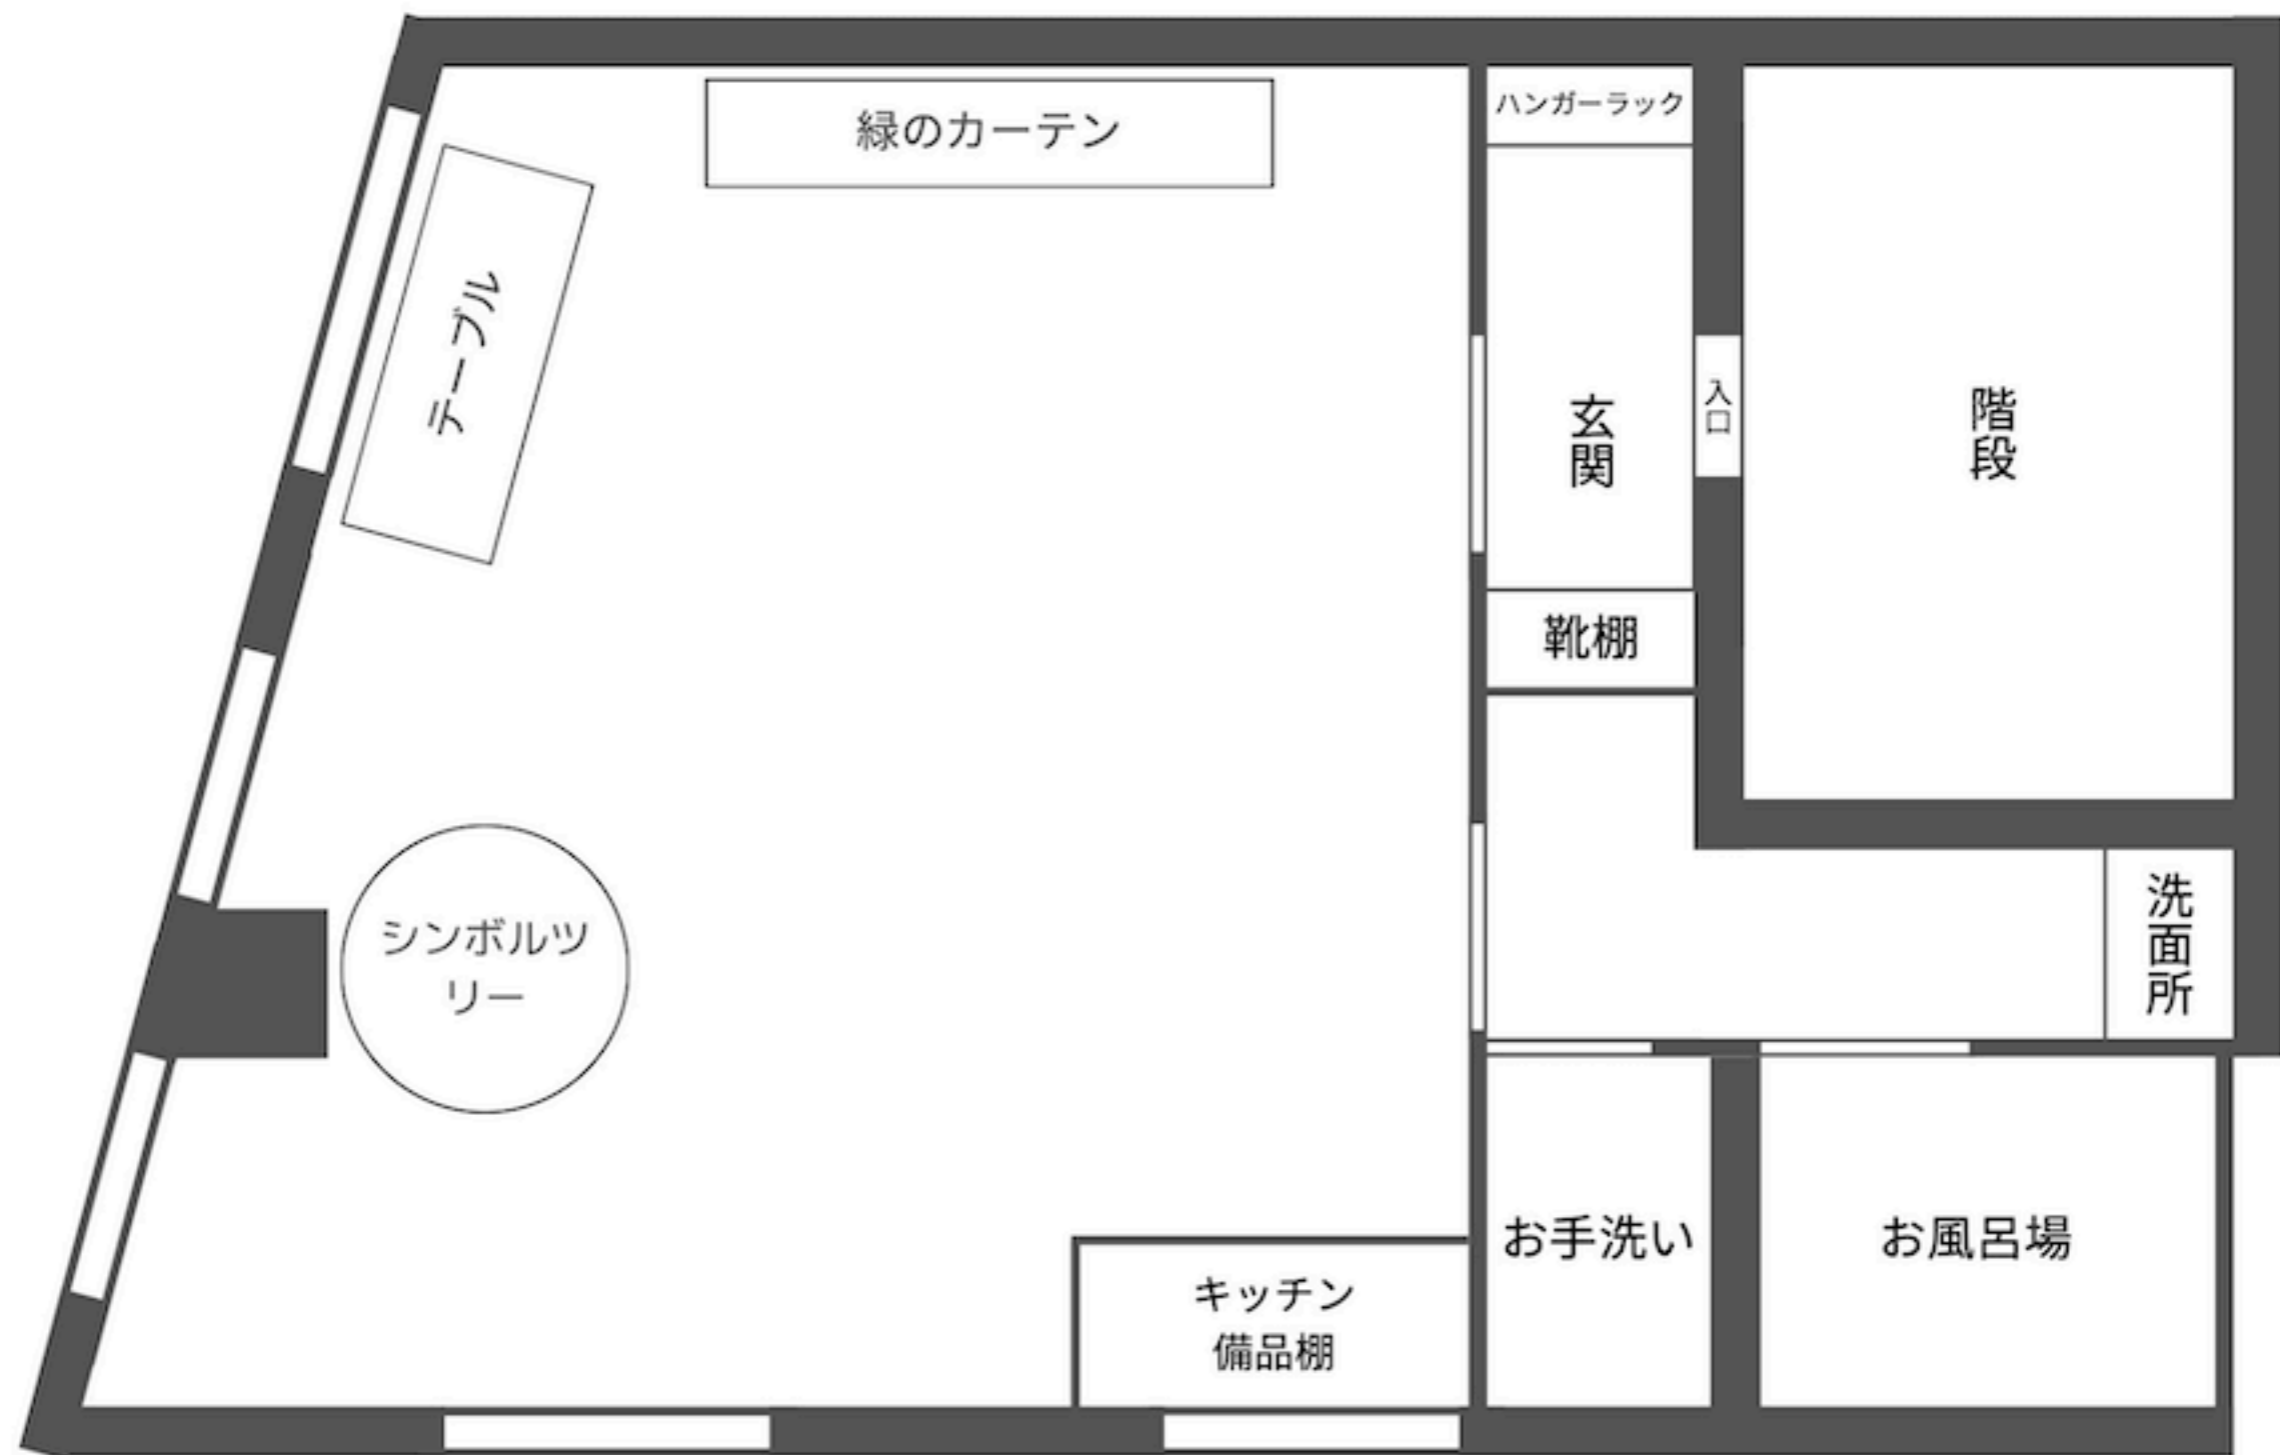 緑のカーテン
ハンガーラック
テーブル
入口
玄関
階段
靴棚
シンボルツ
リー
洗面所
お手洗い
お風呂場
キッチン
備品棚